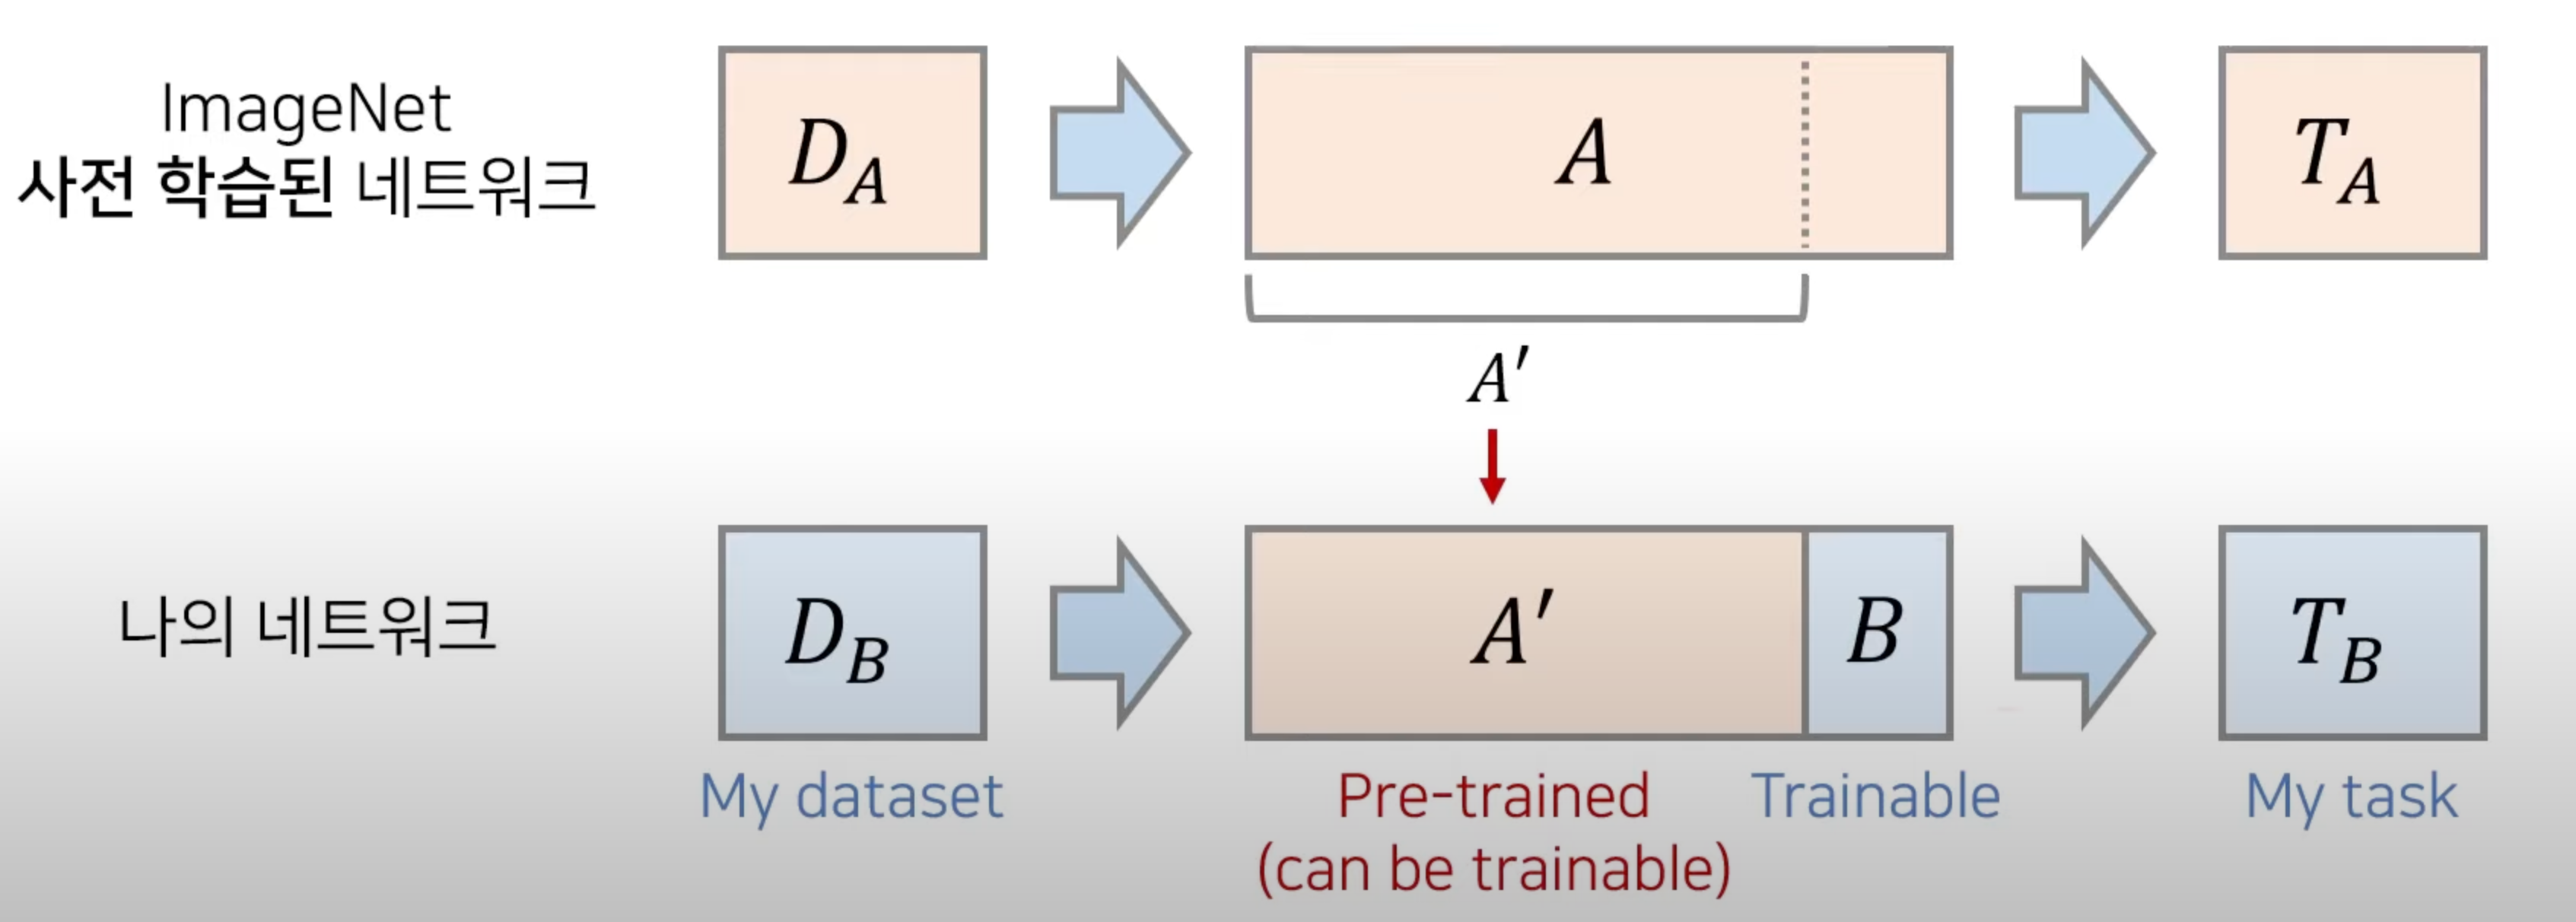 ImageNet
사전 학습된 네트워크
D_A
A
T_A
A′
나의 네트워크
D_B
A′
B
T_B
My dataset
Pre-trained
(can be trainable)
Trainable
My task